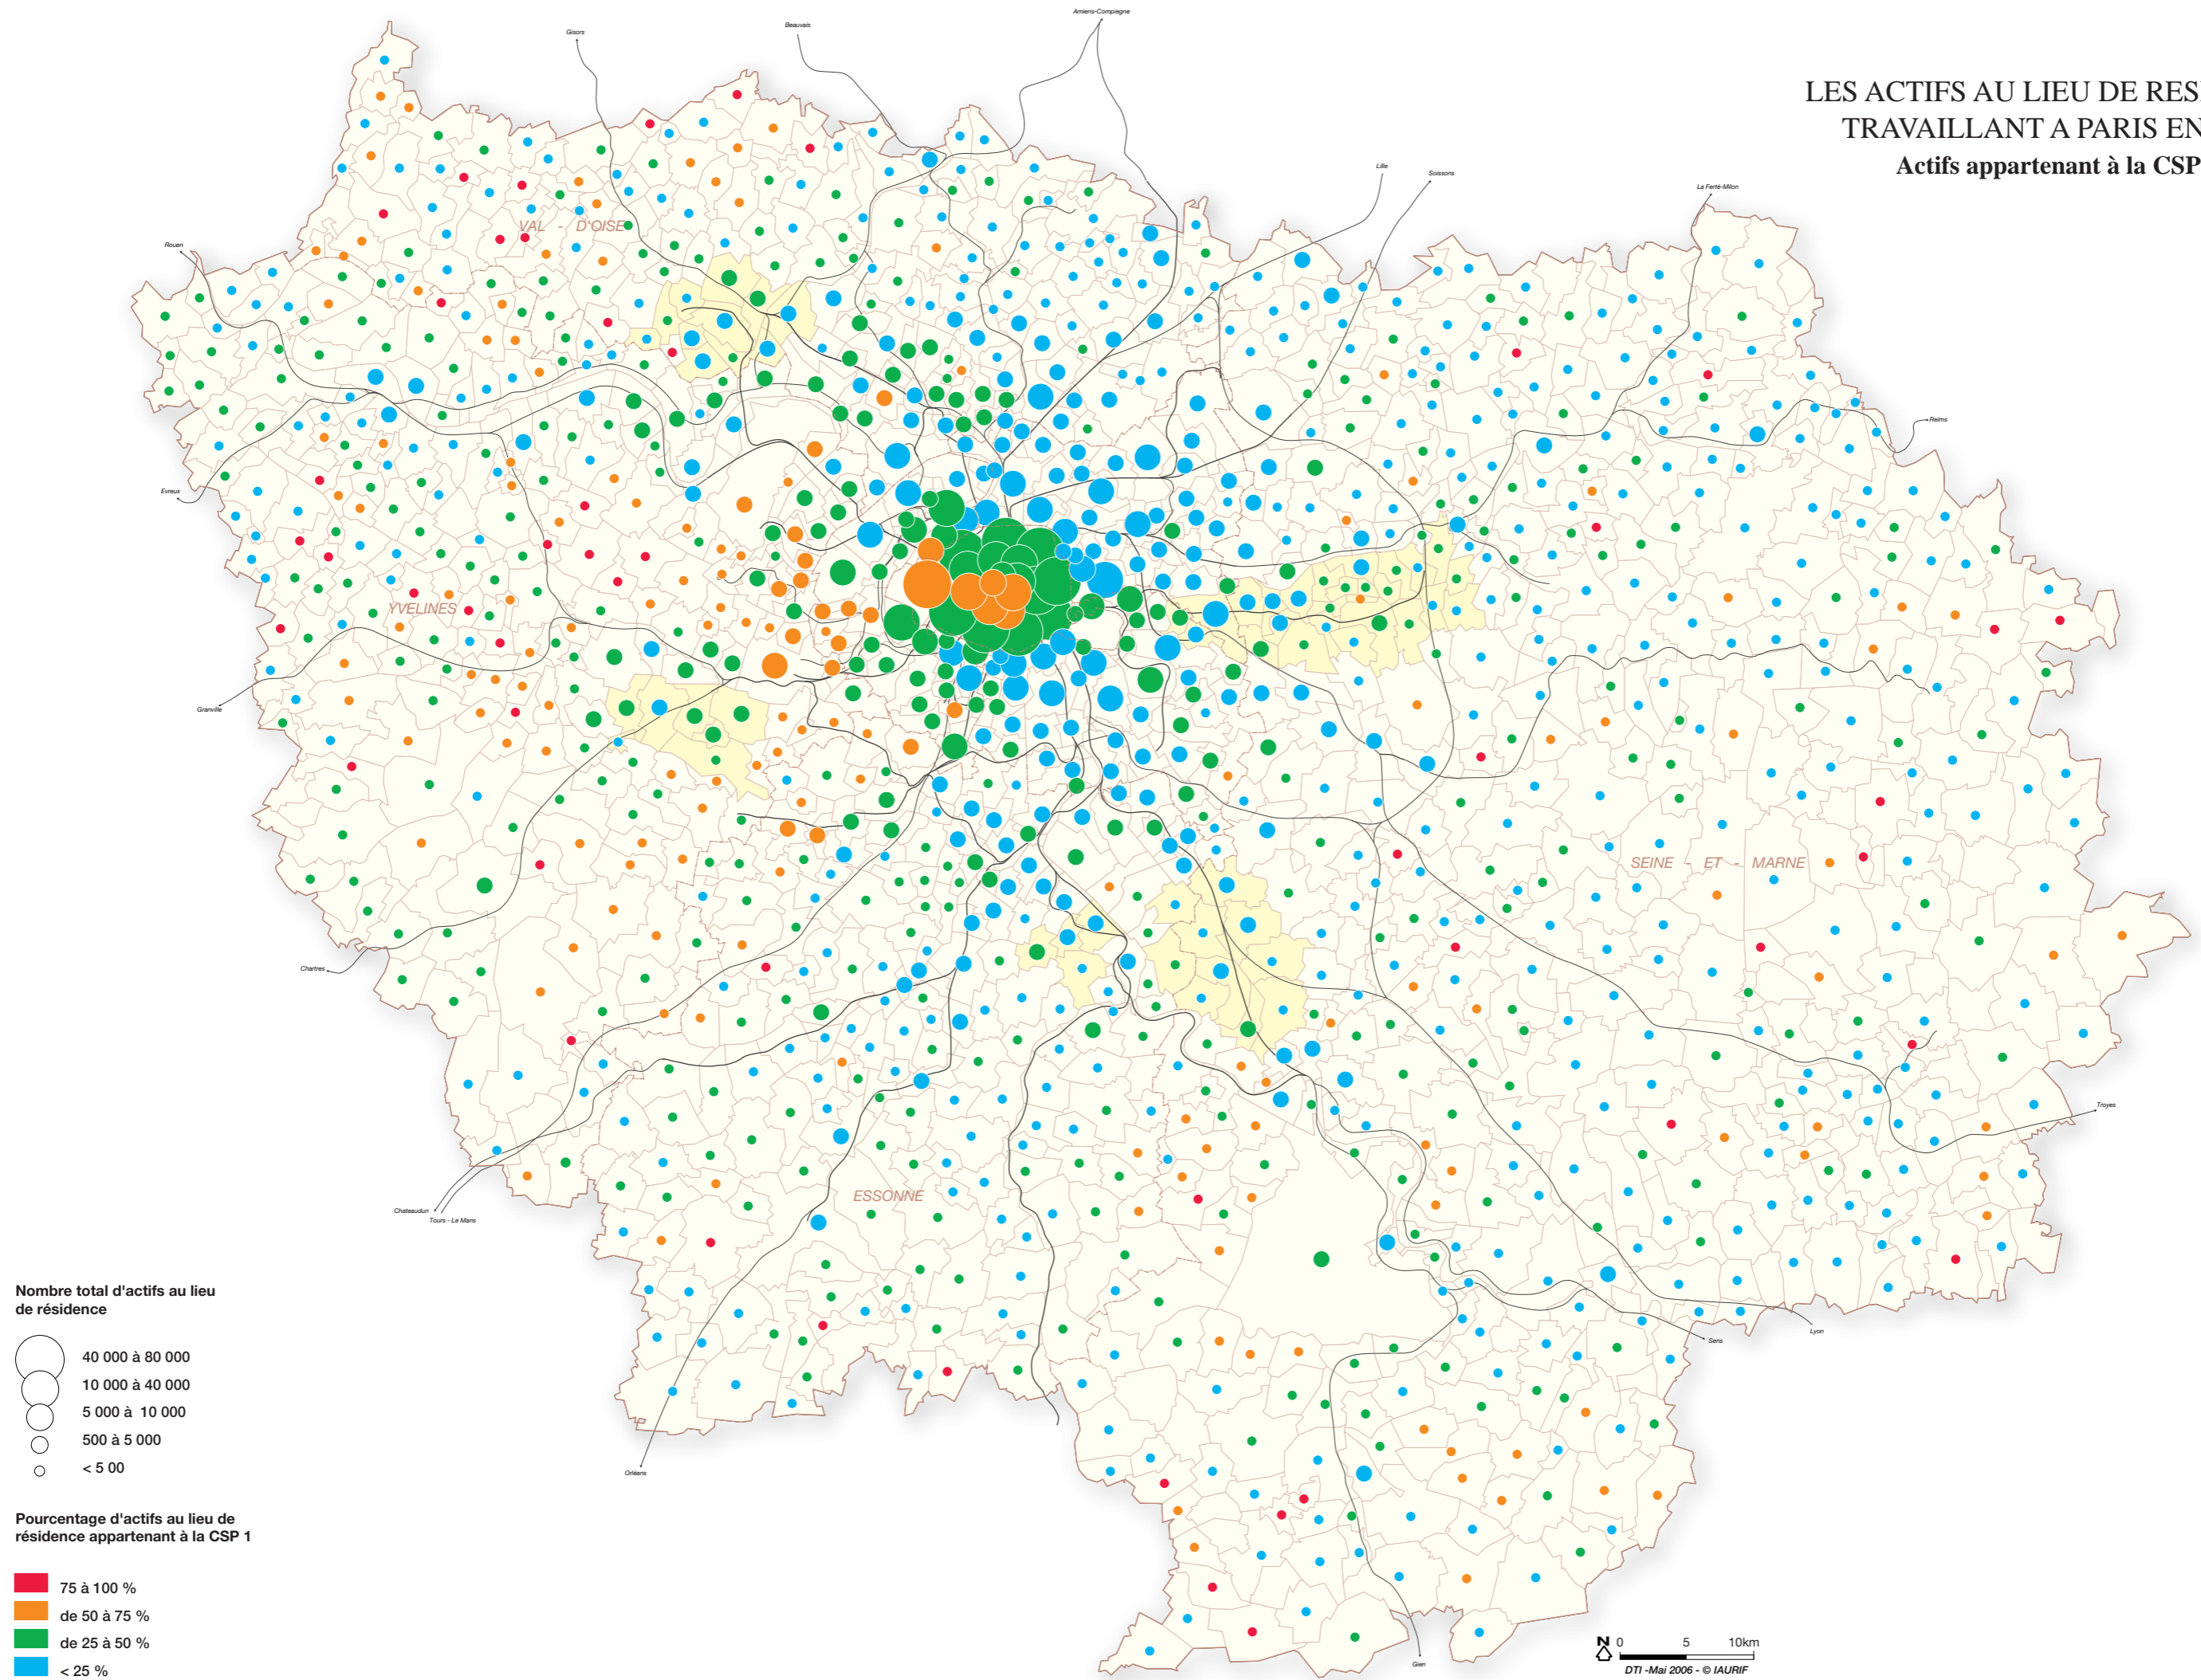 Amiens-Compiegne
Beauvais
Gisors
LES ACTIFS AU LIEU DE RESI
TRAVAILLANT A PARIS EN
Actifs appartenant à la CSP
Lille
Soissons
La Ferté-Milon
VAL - D'OISE
Rouen
Reims
Evreux
YVELINES
Granville
SEINE - ET - MARNE
Chartres
Troyes
ESSONNE
Chateaudun
Tours - Le Mans
Nombre total d'actifs au lieu
de résidence
40 000 à 80 000
10 000 à 40 000
5 000 à 10 000
500 à 5 000
< 5 00
Lyon
Sens
Orléans
Pourcentage d'actifs au lieu de
résidence appartenant à la CSP 1
75 à 100 %
de 50 à 75 %
de 25 à 50 %
< 25 %
Gien
N 0 5 10km
DTI -Mai 2006 - © IAURIF